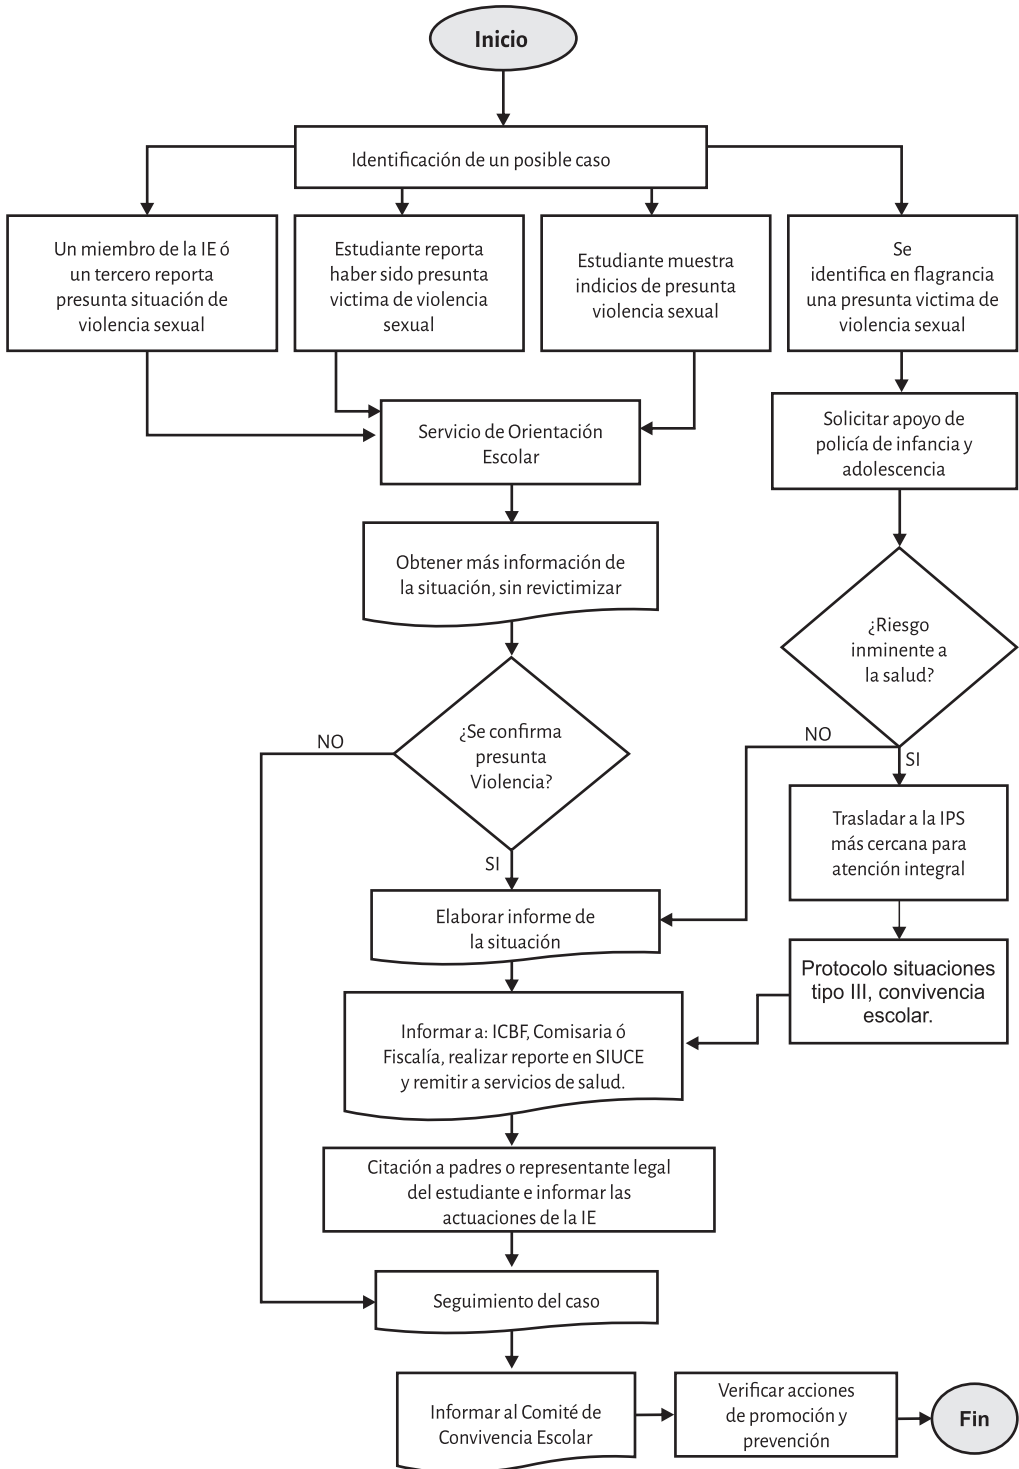 Inicio
Identificación de un posible caso
Un miembro de la IE ó
un tercero reporta
presunta situación de
violencia sexual
Estudiante reporta
haber sido presunta
victima de violencia
sexual
Estudiante muestra
indicios de presunta
violencia sexual
Se
identifica en flagrancia
una presunta victima de
violencia sexual
Servicio de Orientación
Escolar
Solicitar apoyo de
policía de infancia y
adolescencia
Obtener más información de
la situación, sin revictimizar
¿Riesgo
inminente a
la salud?
¿Se confirma
presunta
Violencia?
NO
NO
SI
SI
Trasladar a la IPS
más cercana para
atención integral
Elaborar informe de
la situación
Protocolo situaciones
tipo III, convivencia
escolar.
Informar a: ICBF, Comisaria ó
Fiscalía, realizar reporte en SIUCE
y remitir a servicios de salud.
Citación a padres o representante legal
del estudiante e informar las
actuaciones de la IE
Seguimiento del caso
Informar al Comité de
Convivencia Escolar
Verificar acciones
de promoción y
prevención
Fin